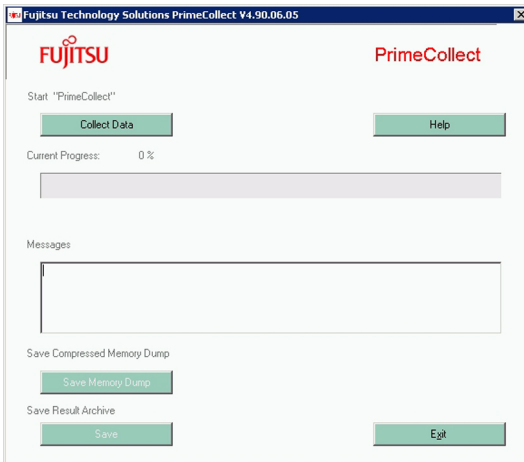 Fujitsu Technology Solutions PrimeCollect V4.90.06.05
FUJITSU
PrimeCollect
Start "PrimeCollect"
Collect Data
Help
Current Progress: 0 %
Messages
Save Compressed Memory Dump
Save Memory Dump
Save Result Archive
Save
Exit